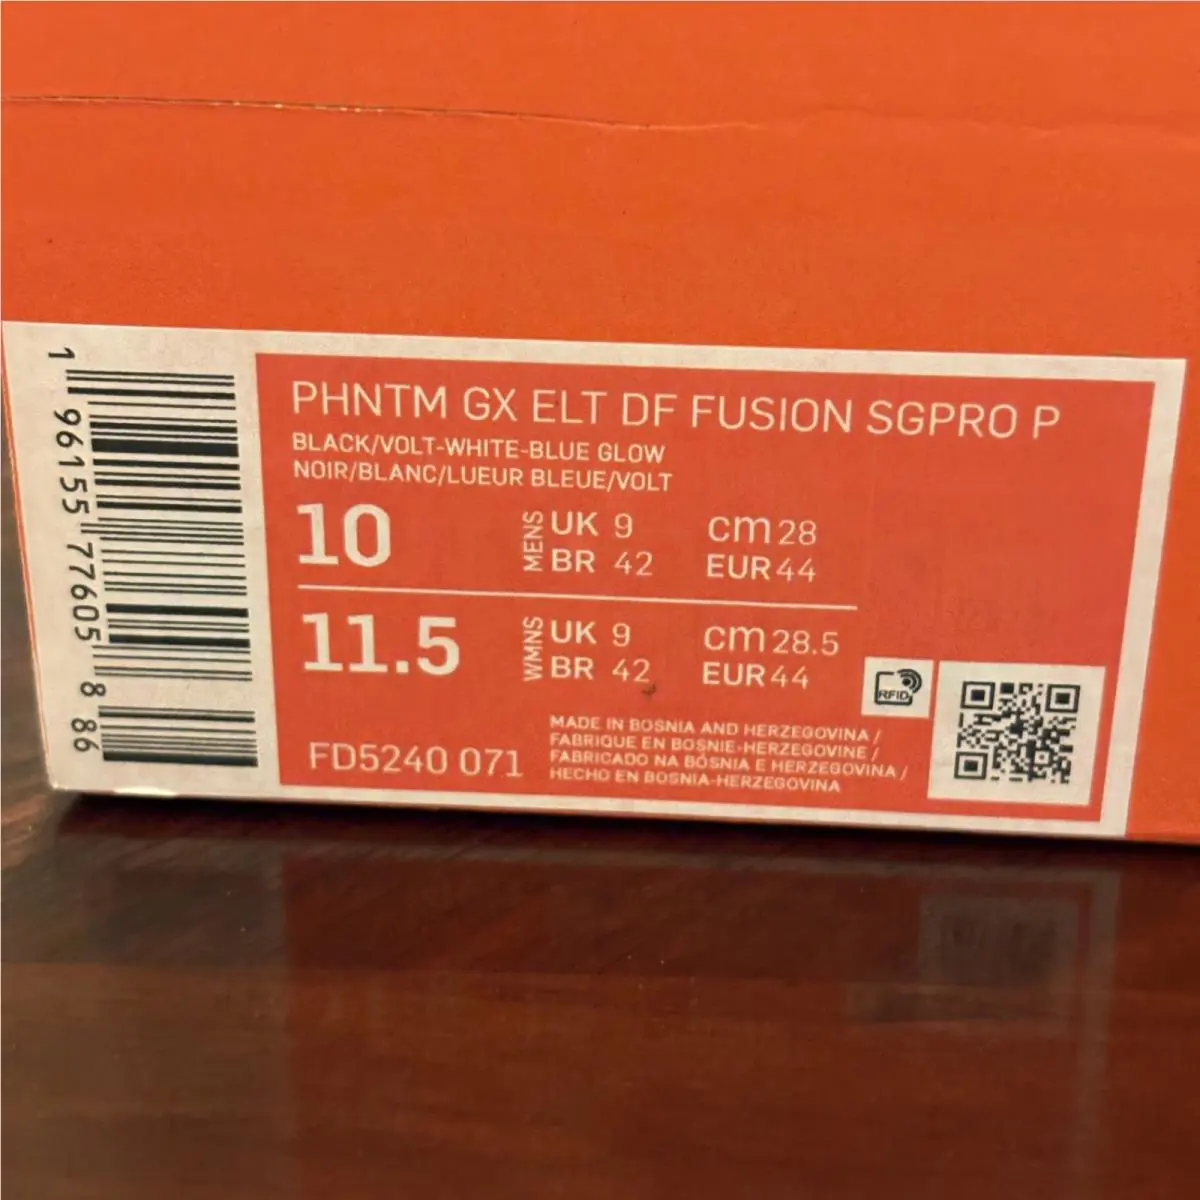 1 96155 77605 8 86
PHNTM GX ELT DF FUSION SGPRO P
BLACK/VOLT-WHITE-BLUE GLOW
NOIR/BLANC/LUEUR BLEUE/VOLT
10 MENS UK 9 cm 28
BR 42 EUR 44
11.5 WMNS UK 9 cm 28.5
BR 42 EUR 44
RFID
FD5240 071
MADE IN BOSNIA AND HERZEGOVINA /
FABRIQUE EN BOSNIE-HERZEGOVINE /
FABRICADO NA BÓSNIA E HERZEGOVINA /
HECHO EN BOSNIA-HERZEGOVINA